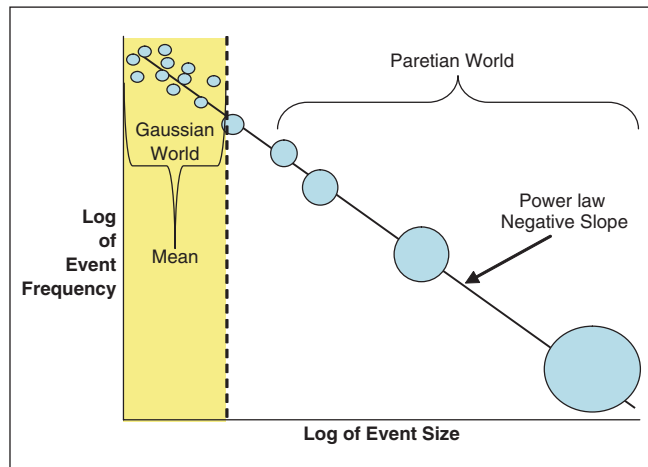 Paretian World
Gaussian
World
Power law
Negative Slope
Log
of
Event
Frequency
Mean
Log of Event Size